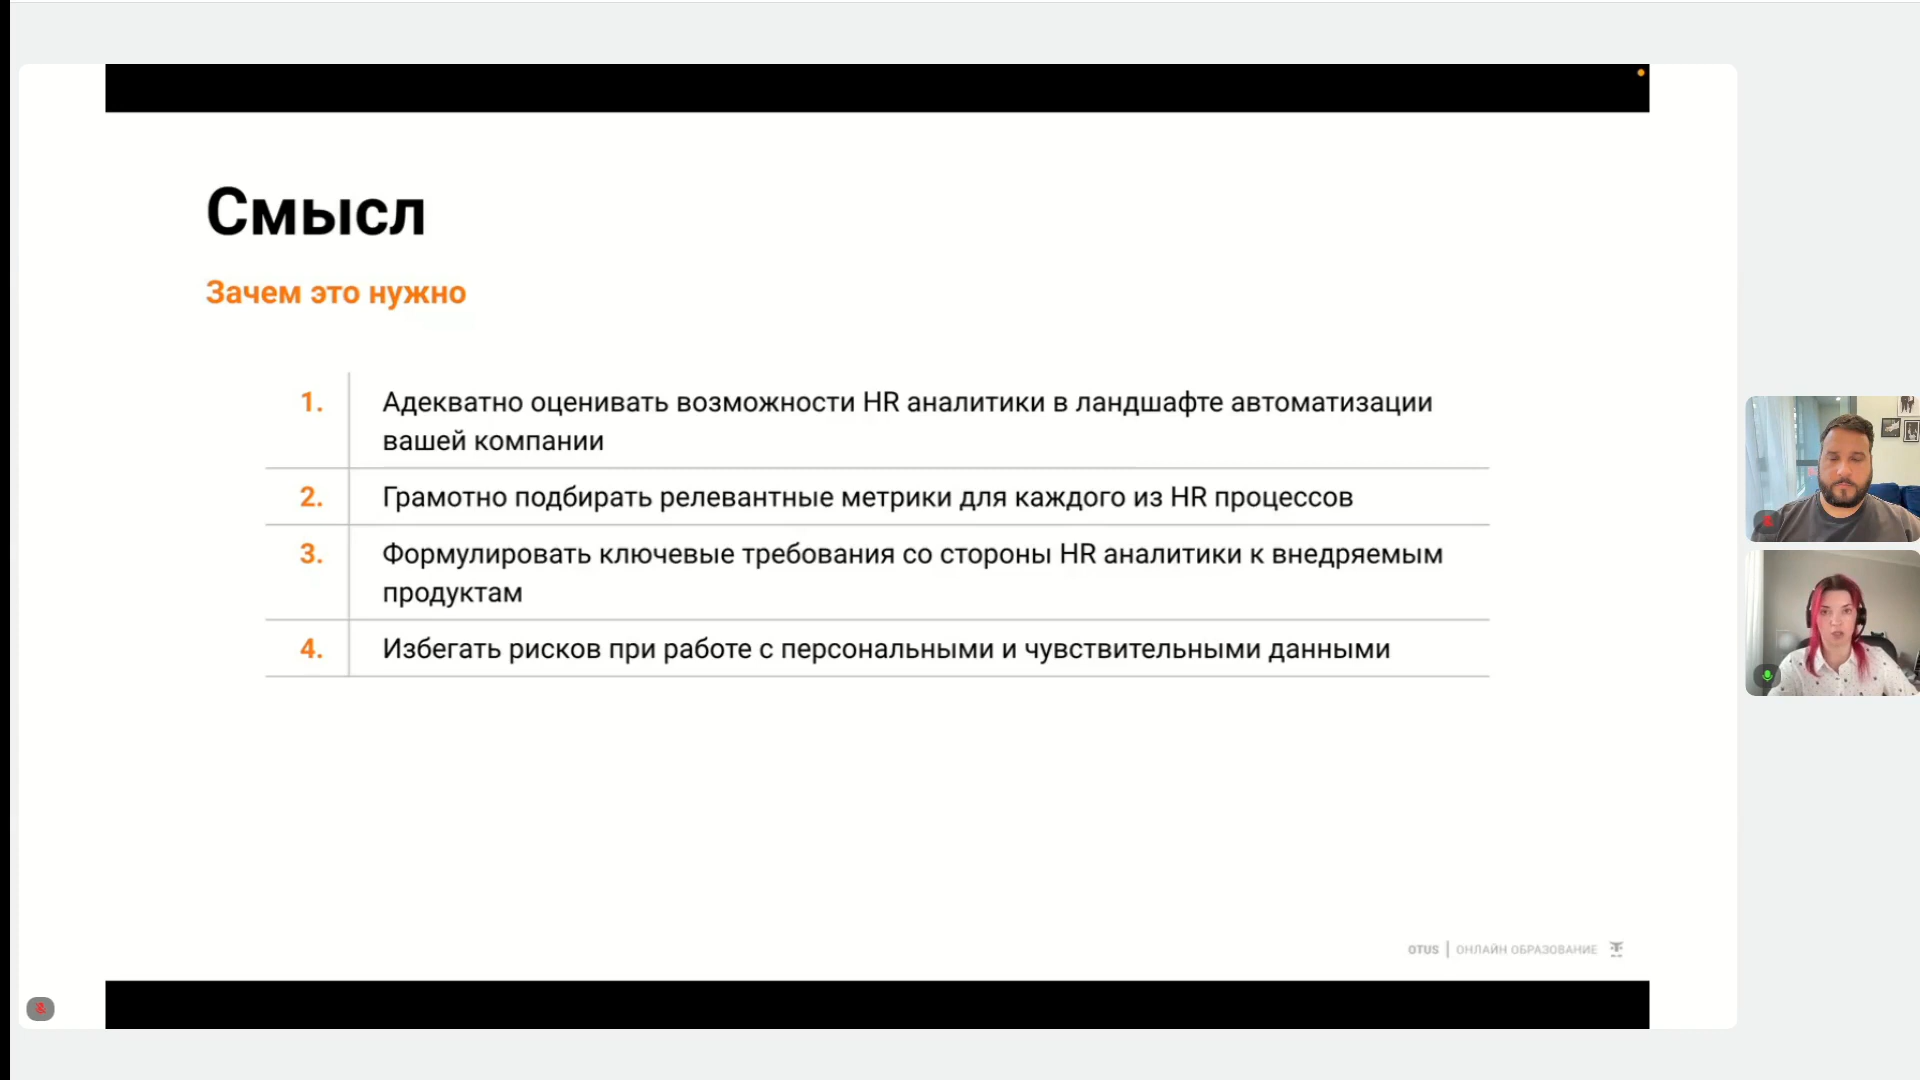 Смысл
Зачем это нужно
1. Адекватно оценивать возможности HR аналитики в ландшафте автоматизации
вашей компании
2. Грамотно подбирать релевантные метрики для каждого из HR процессов
3. Формулировать ключевые требования со стороны HR аналитики к внедряемым
продуктам
4. Избегать рисков при работе с персональными и чувствительными данными
OTUS | ОНЛАЙН ОБРАЗОВАНИЕ